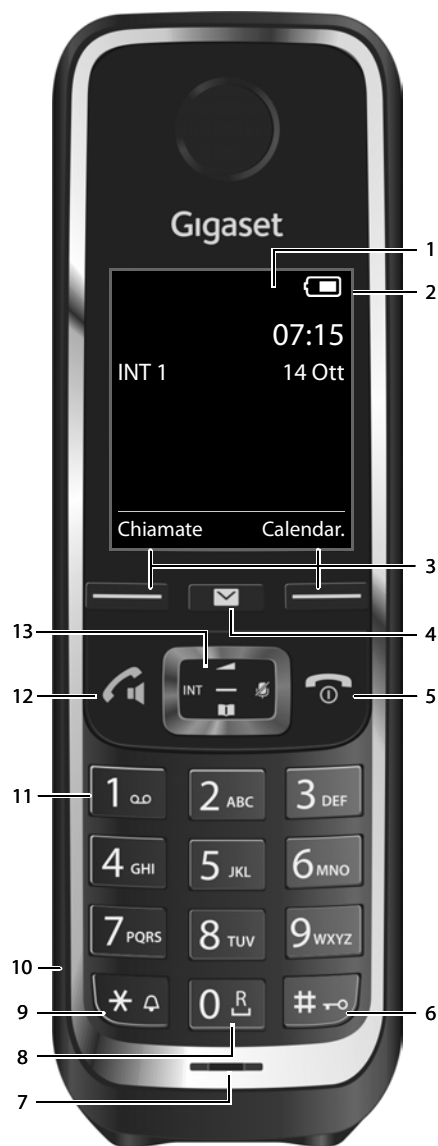 Gigaset
1
2
07:15
INT 1 14 Ott
Chiamate Calendar.
3
4
13
INT
12
5
11
1 2 ABC 3 DEF
4 GHI 5 JKL 6 MNO
7 PQRS 8 TUV 9 WXYZ
10
* 0 R #
9
6
8
7